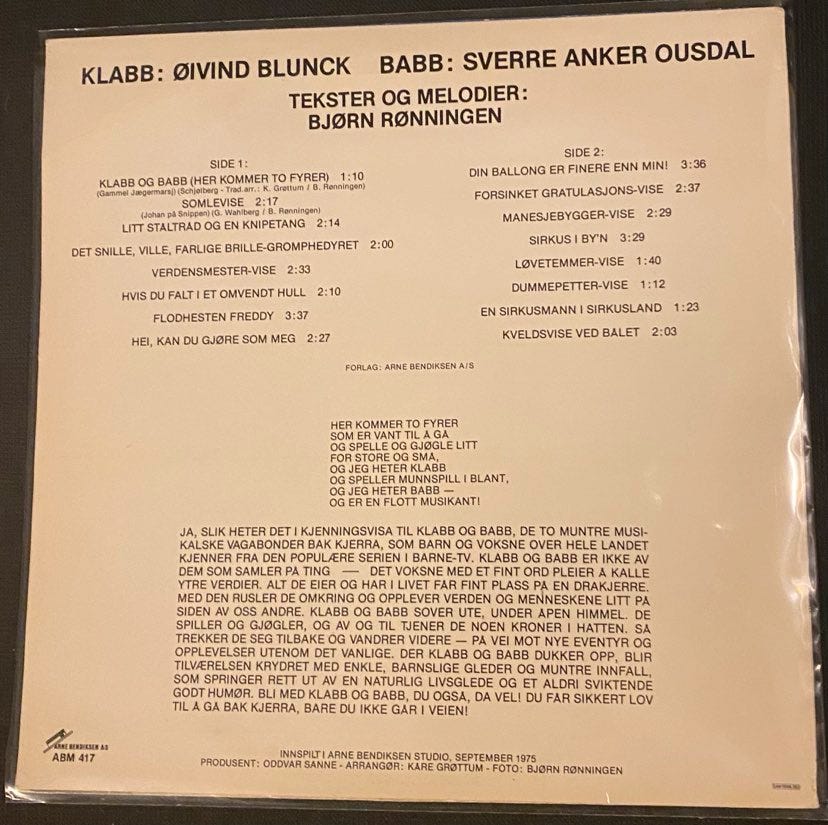 KLABB: ØIVIND BLUNCK BABB: SVERRE ANKER OUSDAL
TEKSTER OG MELODIER:
BJØRN RØNNINGEN
SIDE 1:
KLABB OG BABB (HER KOMMER TO FYRER) 1:10
(Gammel Jægermarsj) (Schjølberg - Trad.arr.: K. Grøttum / B. Rønningen)
SOMLEVISE 2:17
(Johan på Snippen) (G. Wahlberg / B. Rønningen)
LITT STÅLTRÅD OG EN KNIPETANG 2:14
DET SNILLE, VILLE, FARLIGE BRILLE-GROMPHEDYRET 2:00
VERDENSMESTER-VISE 2:33
HVIS DU FALT I ET OMVENDT HULL 2:10
FLODHESTEN FREDDY 3:37
HEI, KAN DU GJØRE SOM MEG 2:27
SIDE 2:
DIN BALLONG ER FINERE ENN MIN! 3:36
FORSINKET GRATULASJONS-VISE 2:37
MANESJEBYGGER-VISE 2:29
SIRKUS I BY'N 3:29
LØVETEMMER-VISE 1:40
DUMMEPETTER-VISE 1:12
EN SIRKUSMANN I SIRKUSLAND 1:23
KVELDSVISE VED BÅLET 2:03
FORLAG: ARNE BENDIKSEN A/S
HER KOMMER TO FYRER
SOM ER VANT TIL Å GÅ
OG SPELLE OG GJØGLE LITT
FOR STORE OG SMÅ,
OG JEG HETER KLABB
OG SPELLER MUNNSPILL I BLANT,
OG JEG HETER BABB —
OG ER EN FLOTT MUSIKANT!
JA, SLIK HETER DET I KJENNINGSVISA TIL KLABB OG BABB, DE TO MUNTRE MUSI-
KALSKE VAGABONDER BAK KJERRA, SOM BARN OG VOKSNE OVER HELE LANDET
KJENNER FRA DEN POPULÆRE SERIEN I BARNE-TV. KLABB OG BABB ER IKKE AV
DEM SOM SAMLER PÅ TING — DET VOKSNE MED ET FINT ORD PLEIER Å KALLE
YTRE VERDIER. ALT DE EIER OG HAR I LIVET FÅR FINT PLASS PÅ EN DRAKJERRE.
MED DEN RUSLER DE OMKRING OG OPPLEVER VERDEN OG MENNESKENE LITT PÅ
SIDEN AV OSS ANDRE. KLABB OG BABB SOVER UTE, UNDER ÅPEN HIMMEL. DE
SPILLER OG GJØGLER, OG AV OG TIL TJENER DE NOEN KRONER I HATTEN. SÅ
TREKKER DE SEG TILBAKE OG VANDRER VIDERE — PÅ VEI MOT NYE EVENTYR OG
OPPLEVELSER UTENOM DET VANLIGE. DER KLABB OG BABB DUKKER OPP, BLIR
TILVÆRELSEN KRYDRET MED ENKLE, BARNSLIGE GLEDER OG MUNTRE INNFALL,
SOM SPRINGER RETT UT AV EN NATURLIG LIVSGLEDE OG ET ALDRI SVIKTENDE
GODT HUMØR. BLI MED KLABB OG BABB, DU OGSÅ, DA VEL! DU FÅR SIKKERT LOV
TIL Å GÅ BAK KJERRA, BARE DU IKKE GÅR I VEIEN!
ARNE BENDIKSEN AS
ABM 417
INNSPILT I ARNE BENDIKSEN STUDIO, SEPTEMBER 1975
PRODUSENT: ODDVAR SANNE - ARRANGØR: KÅRE GRØTTUM - FOTO: BJØRN RØNNINGEN